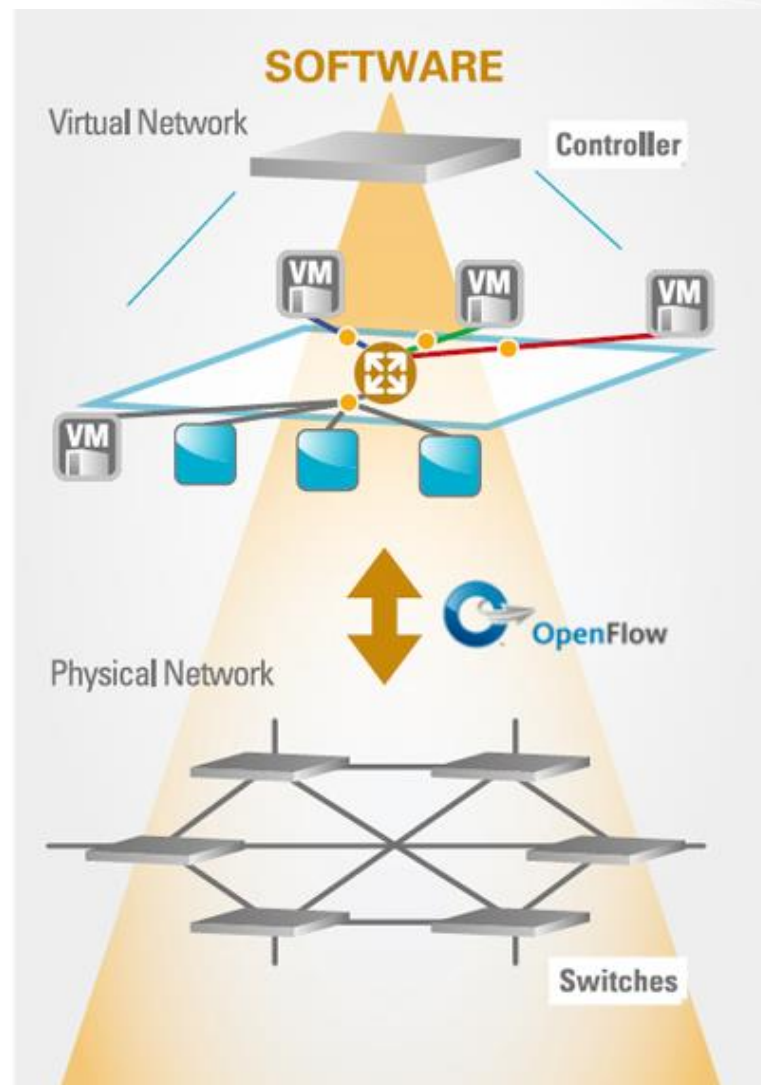 SOFTWARE
Virtual Network
Controller
VM
VM
VM
VM
OpenFlow
Physical Network
Switches